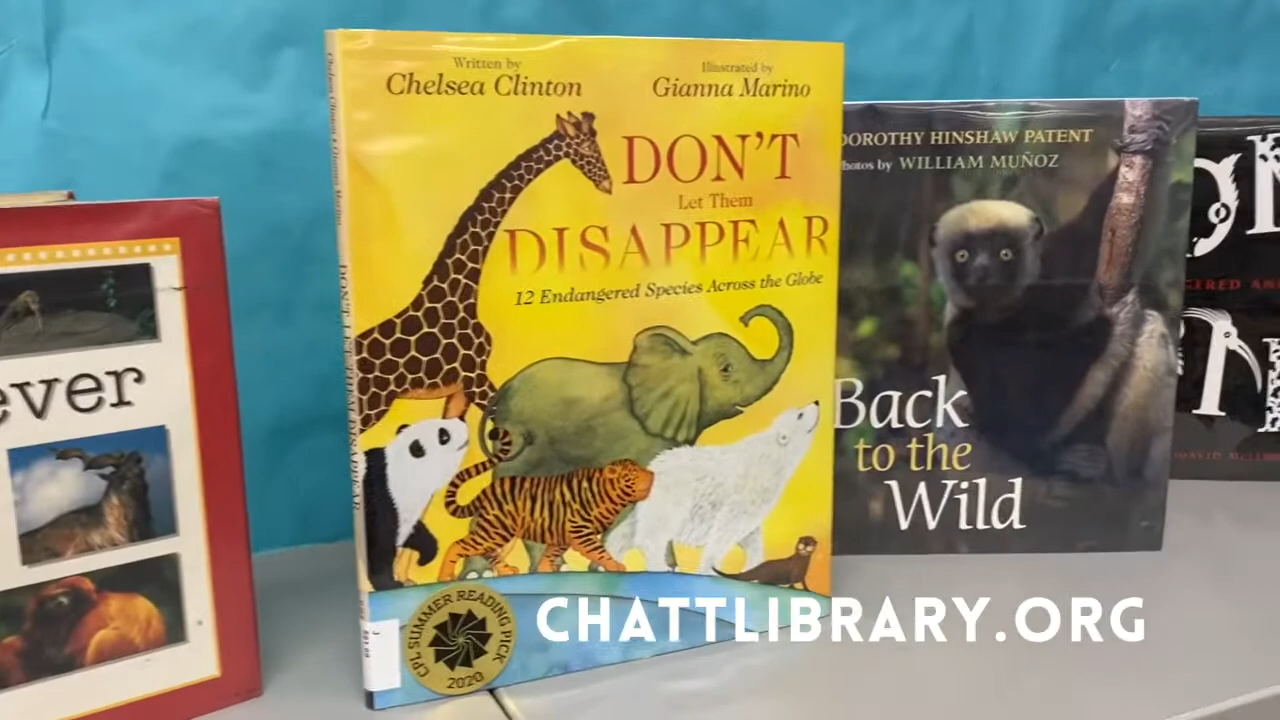 Written by
Chelsea Clinton
Illustrated by
Gianna Marino
DON'T
Let Them
DISAPPEAR
12 Endangered Species Across the Globe
CPL SUMMER READING PICK
2020
DOROTHY HINSHAW PATENT
hotos by WILLIAM MUÑOZ
Back
to the
Wild
ever
CHATTLIBRARY.ORG